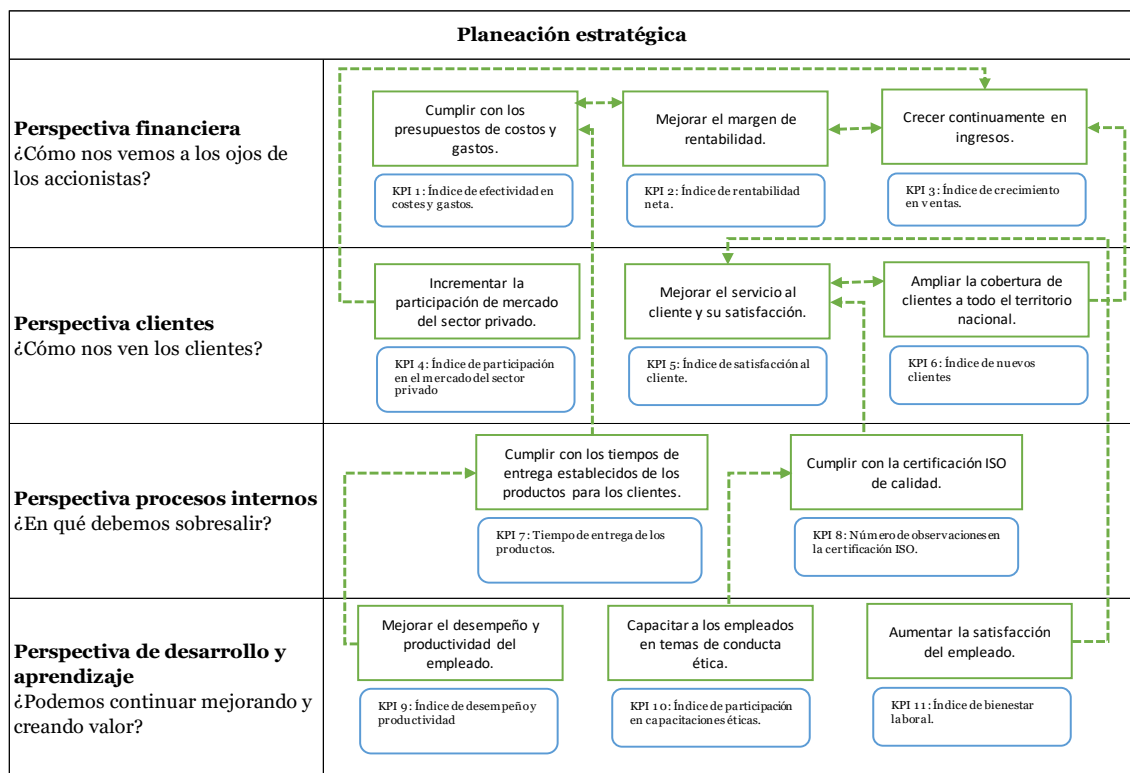 Planeación estratégica
Perspectiva financiera
¿Cómo nos vemos a los ojos de
los accionistas?
Cumplir con los
presupuestos de costos y
gastos.
Mejorar el margen de
rentabilidad.
Crecer continuamente en
ingresos.
KPI 1: Índice de efectividad en
costes y gastos.
KPI 2: Índice de rentabilidad
neta.
KPI 3: Índice de crecimiento
en ventas.
Perspectiva clientes
¿Cómo nos ven los clientes?
Incrementar la
participación de mercado
del sector privado.
Mejorar el servicio al
cliente y su satisfacción.
Ampliar la cobertura de
clientes a todo el territorio
nacional.
KPI 4: Índice de participación
en el mercado del sector
privado
KPI 5: Índice de satisfacción al
cliente.
KPI 6: Índice de nuevos
clientes
Perspectiva procesos internos
¿En qué debemos sobresalir?
Cumplir con los tiempos de
entrega establecidos de los
productos para los clientes.
Cumplir con la certificación ISO
de calidad.
KPI 7: Tiempo de entrega de los
productos.
KPI 8: Número de observaciones en
la certificación ISO.
Perspectiva de desarrollo y
aprendizaje
¿Podemos continuar mejorando y
creando valor?
Mejorar el desempeño y
productividad del
empleado.
Capacitar a los empleados
en temas de conducta
ética.
Aumentar la satisfacción
del empleado.
KPI 9: Índice de desempeño y
productividad
KPI 10: Índice de participación
en capacitaciones éticas.
KPI 11: Índice de bienestar
laboral.